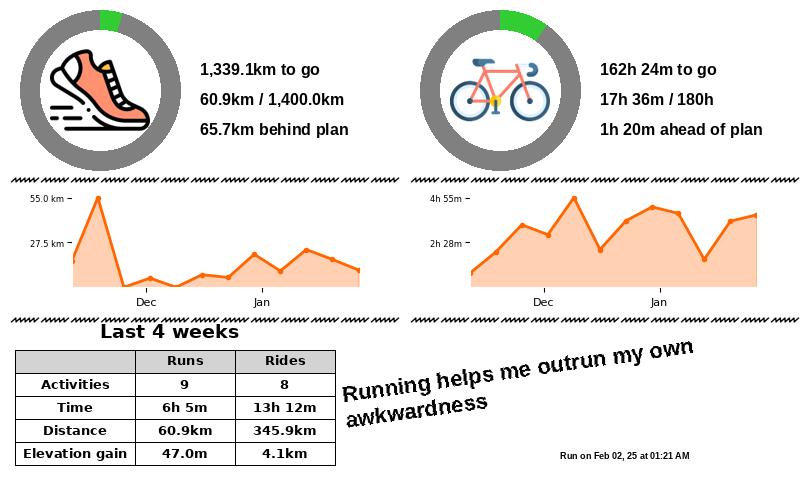 1,339.1km to go
60.9km / 1,400.0km
65.7km behind plan
162h 24m to go
17h 36m / 180h
1h 20m ahead of plan
55.0 km
27.5 km
Dec Jan
4h 55m
2h 28m
Dec Jan
Last 4 weeks
Runs Rides
Activities 9 8
Time 6h 5m 13h 12m
Distance 60.9km 345.9km
Elevation gain 47.0m 4.1km
Running helps me outrun my own
awkwardness
Run on Feb 02, 25 at 01:21 AM